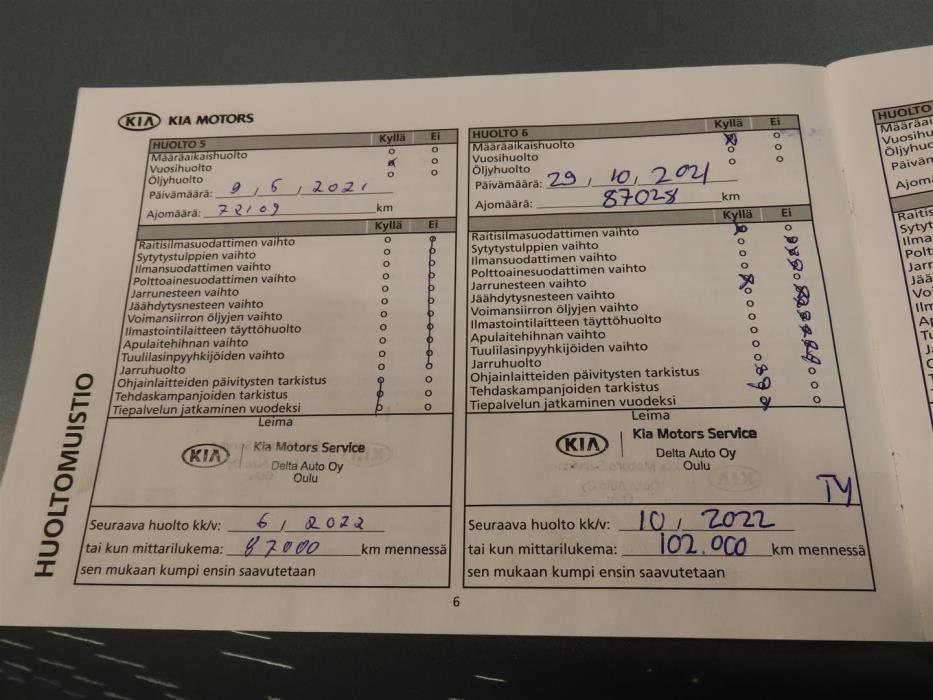 KIA KIA MOTORS
HUOLTO 5 Kyllä Ei
Määräaikaishuolto
Vuosihuolto
Öljyhuolto
Päivämäärä: 9, 6, 2021
Ajomäärä: 72109 km
Kyllä Ei
Raitisilmasuodattimen vaihto
Sytytystulppien vaihto
Ilmansuodattimen vaihto
Polttoainesuodattimen vaihto
Jarrunesteen vaihto
Jäähdytysnesteen vaihto
Voimansiirron öljyjen vaihto
Ilmastointilaitteen täyttöhuolto
Apulaitehihnan vaihto
Tuulilasinpyyhkijöiden vaihto
Jarruhuolto
Ohjainlaitteiden päivitysten tarkistus
Tehdaskampanjoiden tarkistus
Tiepalvelun jatkaminen vuodeksi
Leima
KIA Kia Motors Service
Delta Auto Oy
Oulu
Seuraava huolto kk/v: 6, 2022
tai kun mittarilukema: 87000 km mennessä
sen mukaan kumpi ensin saavutetaan
HUOLTO 6 Kyllä Ei
Määräaikaishuolto
Vuosihuolto
Öljyhuolto
Päivämäärä: 29, 10, 2021
Ajomäärä: 87028 km
Kyllä Ei
Raitisilmasuodattimen vaihto
Sytytystulppien vaihto
Ilmansuodattimen vaihto
Polttoainesuodattimen vaihto
Jarrunesteen vaihto
Jäähdytysnesteen vaihto
Voimansiirron öljyjen vaihto
Ilmastointilaitteen täyttöhuolto
Apulaitehihnan vaihto
Tuulilasinpyyhkijöiden vaihto
Jarruhuolto
Ohjainlaitteiden päivitysten tarkistus
Tehdaskampanjoiden tarkistus
Tiepalvelun jatkaminen vuodeksi
Leima
KIA Kia Motors Service
Delta Auto Oy
Oulu
TY
Seuraava huolto kk/v: 10, 2022
tai kun mittarilukema: 102.000 km mennessä
sen mukaan kumpi ensin saavutetaan
HUOLTOMUISTIO
6
HUOLTO